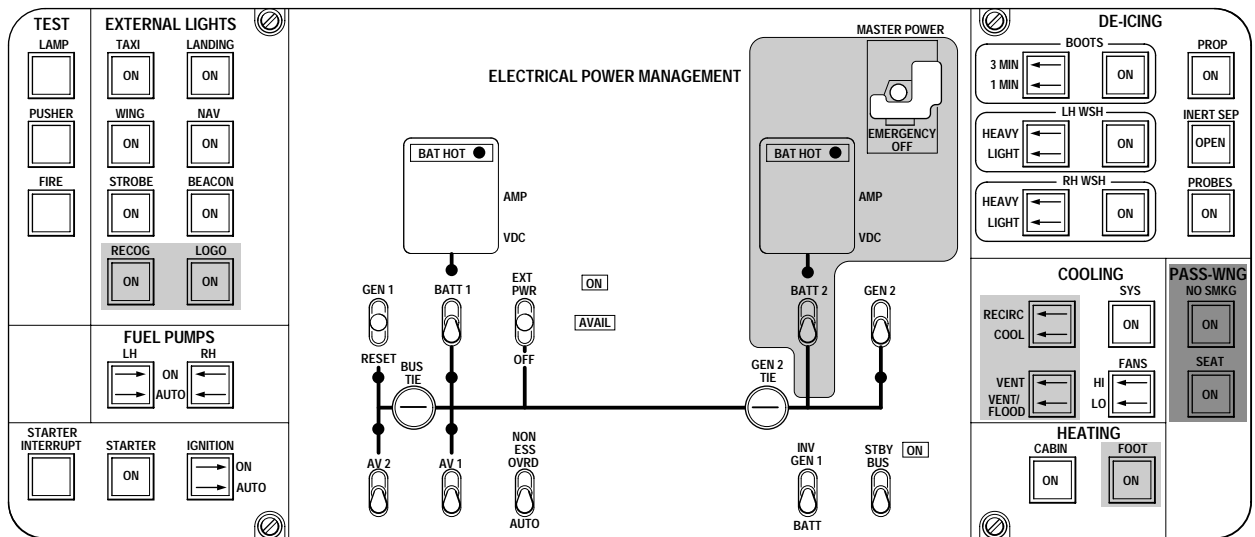 TEST
LAMP
PUSHER
FIRE
EXTERNAL LIGHTS
TAXI LANDING
ON ON
WING NAV
ON ON
STROBE BEACON
ON ON
RECOG LOGO
ON ON
FUEL PUMPS
LH RH
ON
AUTO
STARTER INTERRUPT
STARTER
ON
IGNITION
ON
AUTO
ELECTRICAL POWER MANAGEMENT
MASTER POWER
EMERGENCY
OFF
BAT HOT
AMP
VDC
BAT HOT
AMP
VDC
GEN 1
RESET
BATT 1
EXT
PWR
OFF
ON
AVAIL
BATT 2
GEN 2
BUS
TIE
GEN 2
TIE
AV 2
AV 1
NON
ESS
OVRD
AUTO
INV
GEN 1
BATT
STBY
BUS
ON
DE-ICING
BOOTS
3 MIN
1 MIN
ON
PROP
ON
LH WSH
HEAVY
LIGHT
ON
INERT SEP
OPEN
RH WSH
HEAVY
LIGHT
ON
PROBES
ON
COOLING
RECIRC
COOL
SYS
ON
VENT
VENT/
FLOOD
FANS
HI
LO
PASS-WNG
NO SMKG
ON
SEAT
ON
HEATING
CABIN
ON
FOOT
ON